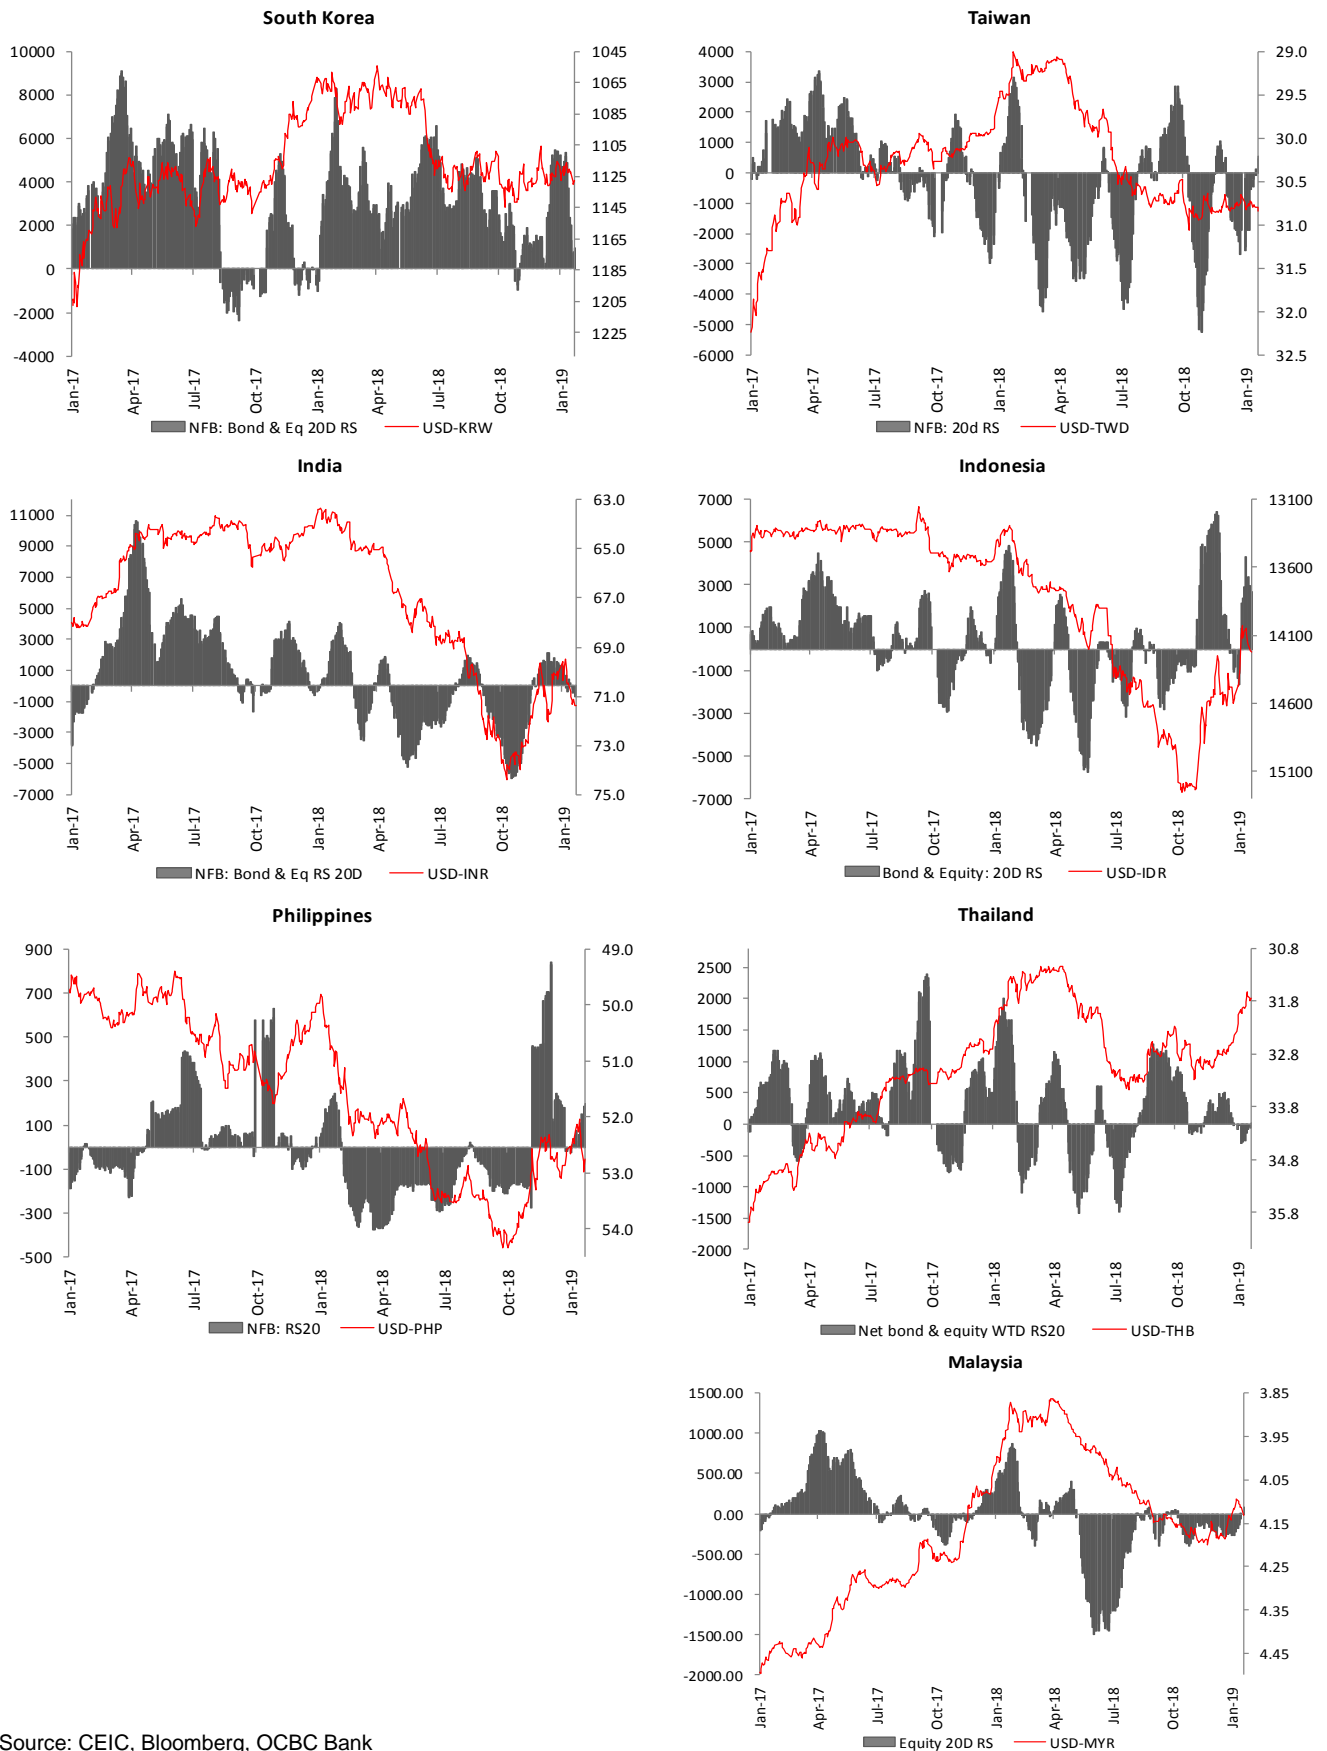 South Korea
10000
8000
6000
4000
2000
0
-2000
-4000
1045
1065
1085
1105
1125
1145
1165
1185
1205
1225
Jan-17
Apr-17
Jul-17
Oct-17
Jan-18
Apr-18
Jul-18
Oct-18
Jan-19
NFB: Bond & Eq 20D RS
USD-KRW
Taiwan
4000
3000
2000
1000
0
-1000
-2000
-3000
-4000
-5000
-6000
29.0
29.5
30.0
30.5
31.0
31.5
32.0
32.5
Jan-17
Apr-17
Jul-17
Oct-17
Jan-18
Apr-18
Jul-18
Oct-18
Jan-19
NFB: 20d RS
USD-TWD
India
11000
9000
7000
5000
3000
1000
-1000
-3000
-5000
-7000
63.0
65.0
67.0
69.0
71.0
73.0
75.0
Jan-17
Apr-17
Jul-17
Oct-17
Jan-18
Apr-18
Jul-18
Oct-18
Jan-19
NFB: Bond & Eq RS 20D
USD-INR
Indonesia
7000
5000
3000
1000
-1000
-3000
-5000
-7000
13100
13600
14100
14600
15100
Jan-17
Apr-17
Jul-17
Oct-17
Jan-18
Apr-18
Jul-18
Oct-18
Jan-19
Bond & Equity: 20D RS
USD-IDR
Philippines
900
700
500
300
100
-100
-300
-500
49.0
50.0
51.0
52.0
53.0
54.0
Jan-17
Apr-17
Jul-17
Oct-17
Jan-18
Apr-18
Jul-18
Oct-18
Jan-19
NFB: RS20
USD-PHP
Thailand
2500
2000
1500
1000
500
0
-500
-1000
-1500
-2000
30.8
31.8
32.8
33.8
34.8
35.8
Jan-17
Apr-17
Jul-17
Oct-17
Jan-18
Apr-18
Jul-18
Oct-18
Jan-19
Net bond & equity WTD RS20
USD-THB
Malaysia
1500.00
1000.00
500.00
0.00
-500.00
-1000.00
-1500.00
-2000.00
3.85
3.95
4.05
4.15
4.25
4.35
4.45
Jan-17
Apr-17
Jul-17
Oct-17
Jan-18
Apr-18
Jul-18
Oct-18
Jan-19
Equity 20D RS
USD-MYR
Source: CEIC, Bloomberg, OCBC Bank